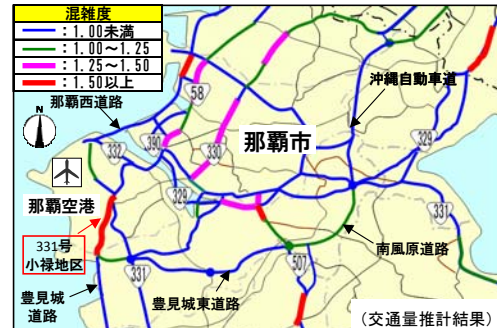 混雑度
:1.00未満
:1.00～1.25
:1.25～1.50
:1.50以上
那覇西道路
58
沖縄自動車道
N
390
那覇市
329
332
330
329
那覇空港
331
331号
小禄地区
南風原道路
507
331
豊見城
道路
豊見城東道路
(交通量推計結果)